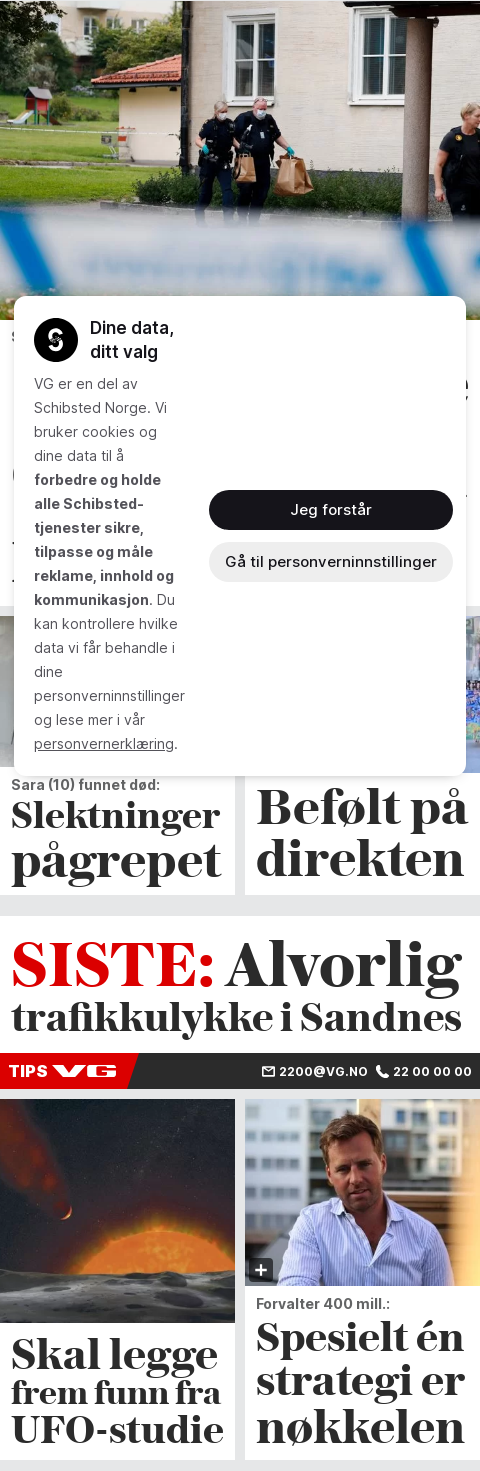 Dine data,
ditt valg
VG er en del av
Schibsted Norge. Vi
bruker cookies og
dine data til å
forbedre og holde
alle Schibsted-
tjenester sikre,
tilpasse og måle
reklame, innhold og
kommunikasjon. Du
kan kontrollere hvilke
data vi får behandle i
dine
personverninnstillinger
og lese mer i vår
personvernerklæring.
Jeg forstår
Gå til personverninnstillinger
Sara (10) funnet død:
Slektninger
pågrepet
Befølt på
direkten
SISTE: Alvorlig
trafikkulykke i Sandnes
TIPS VG 2200@VG.NO 22 00 00 00
Skal legge
frem funn fra
UFO-studie
Forvalter 400 mill.:
Spesielt én
strategi er
nøkkelen